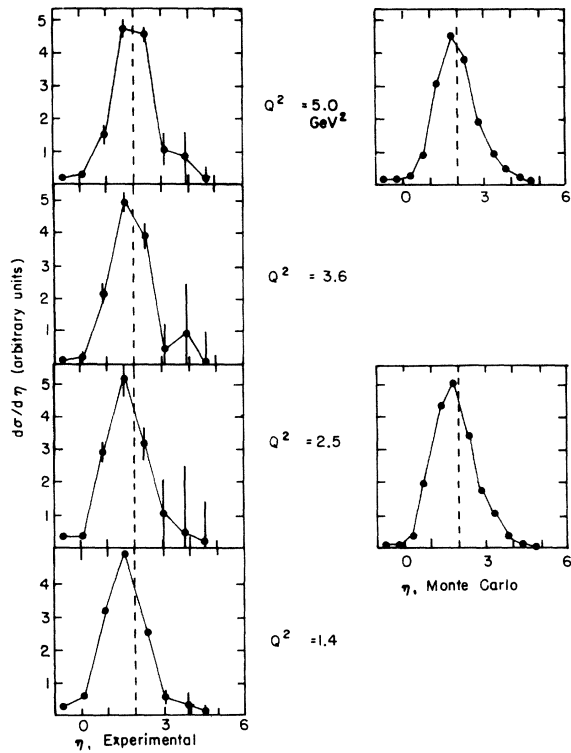 5
4
3
2
1
Q² = 5.0
GeV²
0 3 6
5
4
3
2
1
Q² = 3.6
dσ/dη (arbitrary units)
5
4
3
2
1
Q² = 2.5
0 3 6
η, Monte Carlo
4
3
2
1
Q² = 1.4
0 3 6
η, Experimental